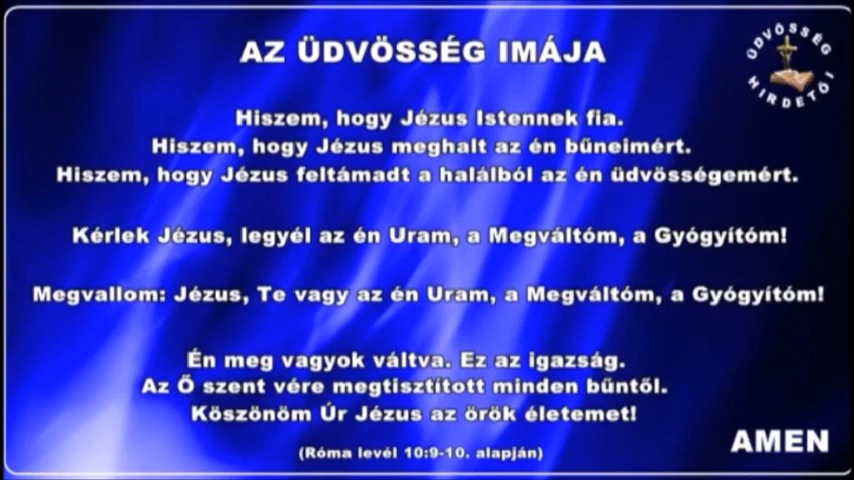 AZ ÜDVÖSSÉG IMÁJA
ÜDVÖSSÉG
HIRDETŐI
Hiszem, hogy Jézus Istennek fia.
Hiszem, hogy Jézus meghalt az én bűneimért.
Hiszem, hogy Jézus feltámadt a halálból az én üdvösségemért.
Kérlek Jézus, legyél az én Uram, a Megváltóm, a Gyógyítóm!
Megvallom: Jézus, Te vagy az én Uram, a Megváltóm, a Gyógyítóm!
Én meg vagyok váltva. Ez az igazság.
Az Ő szent vére megtisztított minden bűntől.
Köszönöm Úr Jézus az örök életemet!
(Róma levél 10:9-10. alapján)
AMEN